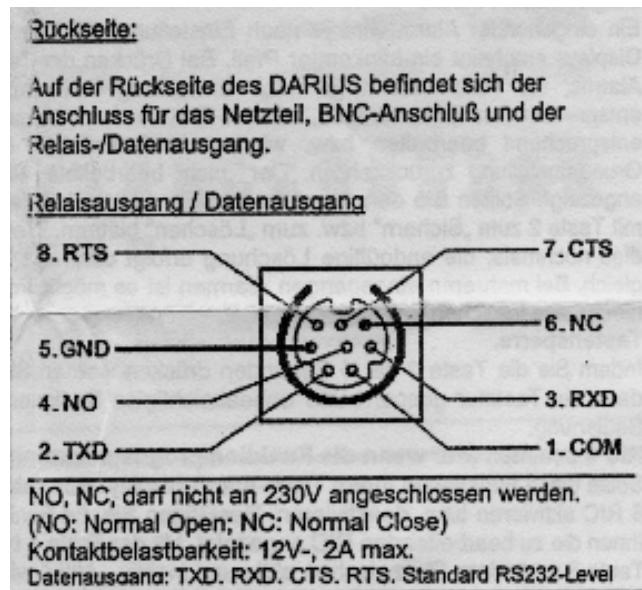 Rückseite:
Auf der Rückseite des DARIUS befindet sich der
Anschluss für das Netzteil, BNC-Anschluß und der
Relais-/Datenausgang.
Relaisausgang / Datenausgang
8. RTS
7. CTS
6. NC
5. GND
4. NO
3. RXD
2. TXD
1. COM
NO, NC, darf nicht an 230V angeschlossen werden.
(NO: Normal Open; NC: Normal Close)
Kontaktbelastbarkeit: 12V-, 2A max.
Datenausgang: TXD. RXD. CTS. RTS. Standard RS232-Level